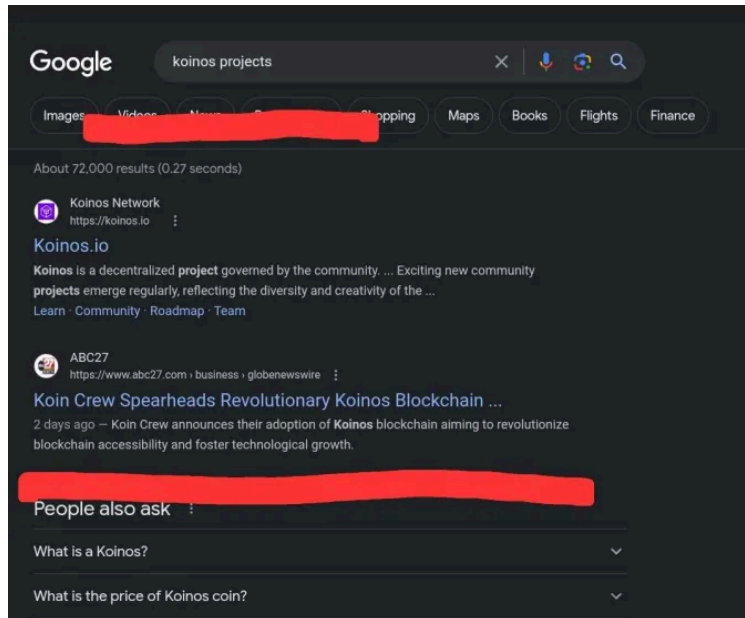 Google
koinos projects
Images Videos News Shopping Maps Books Flights Finance
About 72,000 results (0.27 seconds)
Koinos Network
https://koinos.io
Koinos.io
Koinos is a decentralized project governed by the community. ... Exciting new community
projects emerge regularly, reflecting the diversity and creativity of the ...
Learn · Community · Roadmap · Team
ABC27
https://www.abc27.com › business › globenewswire
Koin Crew Spearheads Revolutionary Koinos Blockchain ...
2 days ago — Koin Crew announces their adoption of Koinos blockchain aiming to revolutionize
blockchain accessibility and foster technological growth.
People also ask
What is a Koinos?
What is the price of Koinos coin?